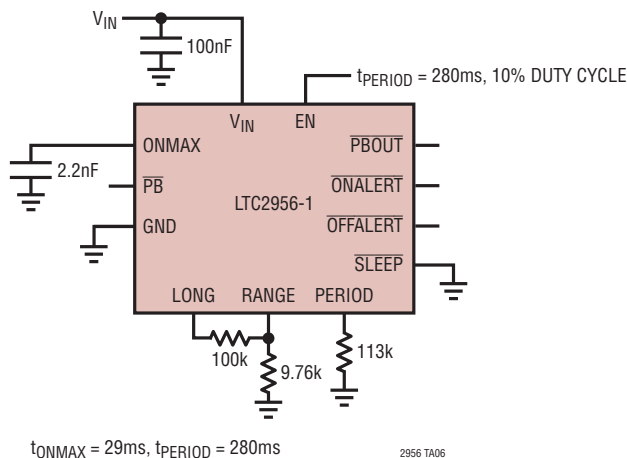 VIN
100nF
tPERIOD = 280ms, 10% DUTY CYCLE
VIN
EN
ONMAX
PBOUT
2.2nF
PB
ONALERT
LTC2956-1
GND
OFFALERT
SLEEP
LONG
RANGE
PERIOD
100k
9.76k
113k
tONMAX = 29ms, tPERIOD = 280ms
2956 TA06